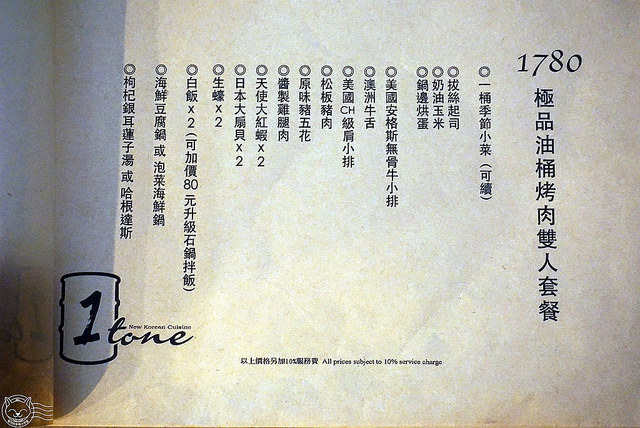 1780
極品油桶烤肉雙人套餐
◎一桶季節小菜（可續）
◎拔絲起司
◎奶油玉米
◎鍋邊烘蛋
◎美國安格斯無骨牛小排
◎澳洲牛舌
◎美國CH級肩小排
◎松板豬肉
◎原味豬五花
◎醬製雞腿肉
◎天使大紅蝦x2
◎日本大扇貝x2
◎生蠔x2
◎白飯x2（可加價80元升級石鍋拌飯）
◎海鮮豆腐鍋 或 泡菜海鮮鍋
◎枸杞銀耳蓮子湯 或 哈根達斯
1tone
New Korean Cuisine
以上價格另加10%服務費 All prices subject to 10% service charge